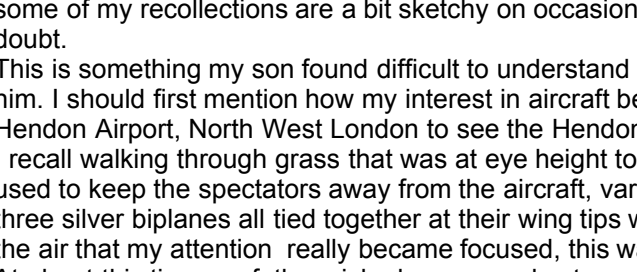 some of my recollections are a bit sketchy on occasion
doubt.
This is something my son found difficult to understand
him. I should first mention how my interest in aircraft be
Hendon Airport, North West London to see the Hendon
recall walking through grass that was at eye height to
used to keep the spectators away from the aircraft, var
three silver biplanes all tied together at their wing tips w
the air that my attention  really became focused, this w